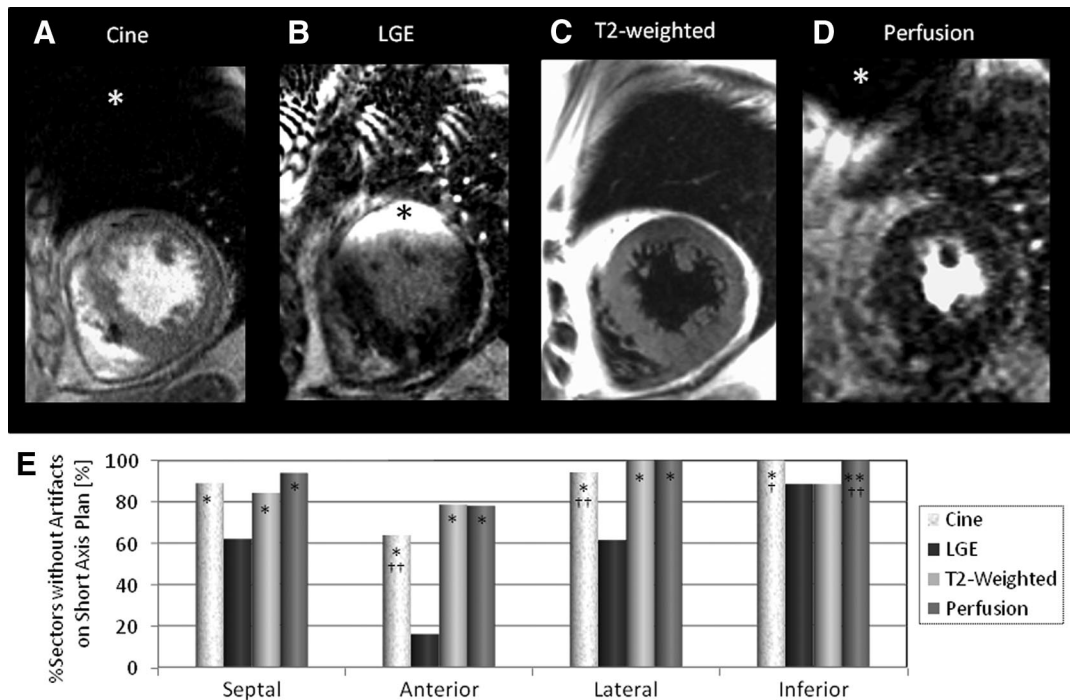 A Cine
B LGE
C T2-weighted
D Perfusion
*
*
*
E
%Sectors without Artifacts
on Short Axis Plan [%]
100
80
60
40
20
0
* * *
*
†† * *
*
†† * *
*
† **
††
Septal Anterior Lateral Inferior
Cine
LGE
T2-Weighted
Perfusion